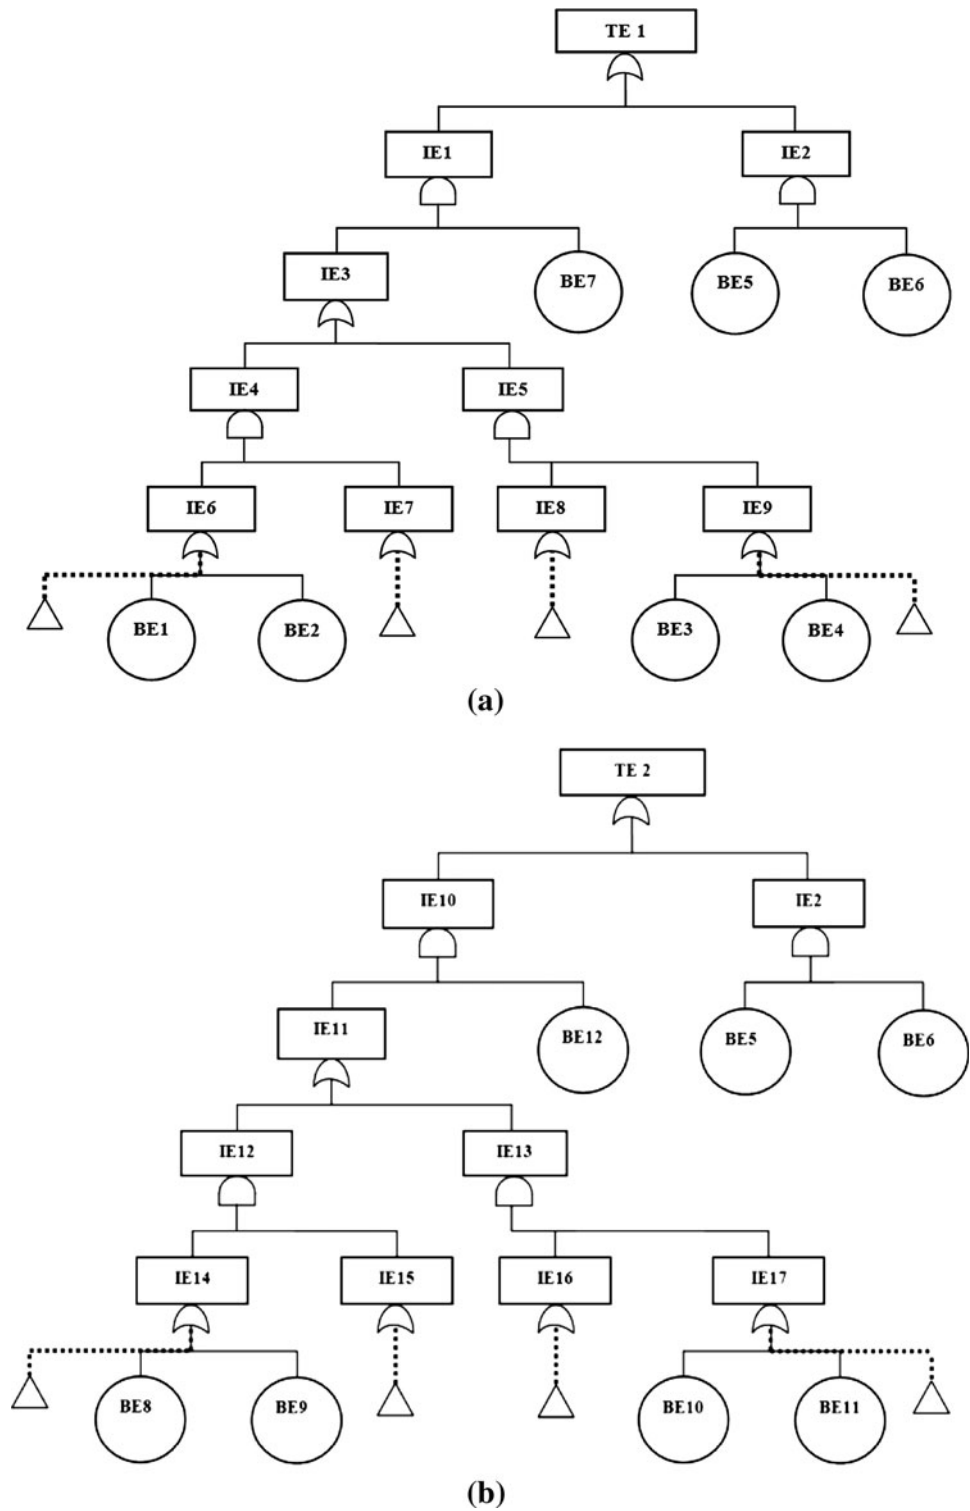 TE 1
IE1 IE2
IE3 BE7 BE5 BE6
IE4 IE5
IE6 IE7 IE8 IE9
BE1 BE2 BE3 BE4
(a)
TE 2
IE10 IE2
IE11 BE12 BE5 BE6
IE12 IE13
IE14 IE15 IE16 IE17
BE8 BE9 BE10 BE11
(b)